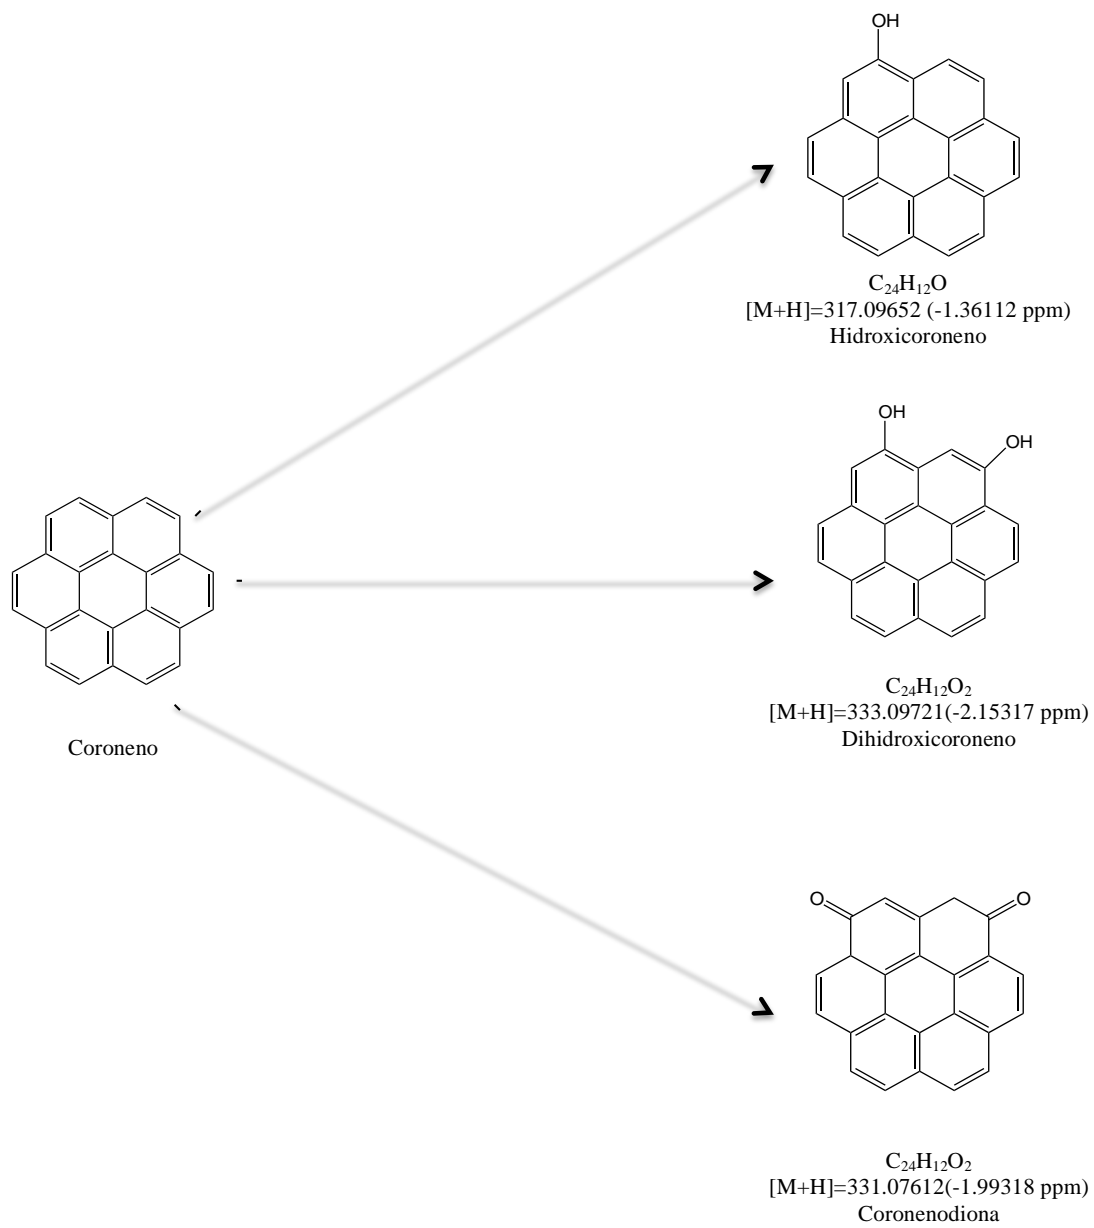 OH
C₂₄H₁₂O
[M+H]=317.09652 (-1.36112 ppm)
Hidroxicoroneno
OH
OH
C₂₄H₁₂O₂
[M+H]=333.09721(-2.15317 ppm)
Dihidroxicoroneno
Coroneno
O
O
C₂₄H₁₂O₂
[M+H]=331.07612(-1.99318 ppm)
Coronenodiona